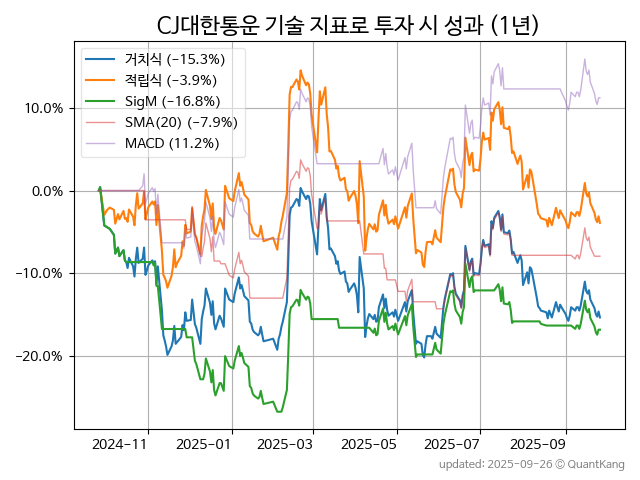 CJ대한통운 기술 지표로 투자 시 성과 (1년)
거치식 (−15.3%)
적립식 (−3.9%)
SigM (−16.8%)
SMA(20) (−7.9%)
MACD (11.2%)
10.0%
0.0%
−10.0%
−20.0%
2024-11 2025-01 2025-03 2025-05 2025-07 2025-09
updated: 2025-09-26 © QuantKang